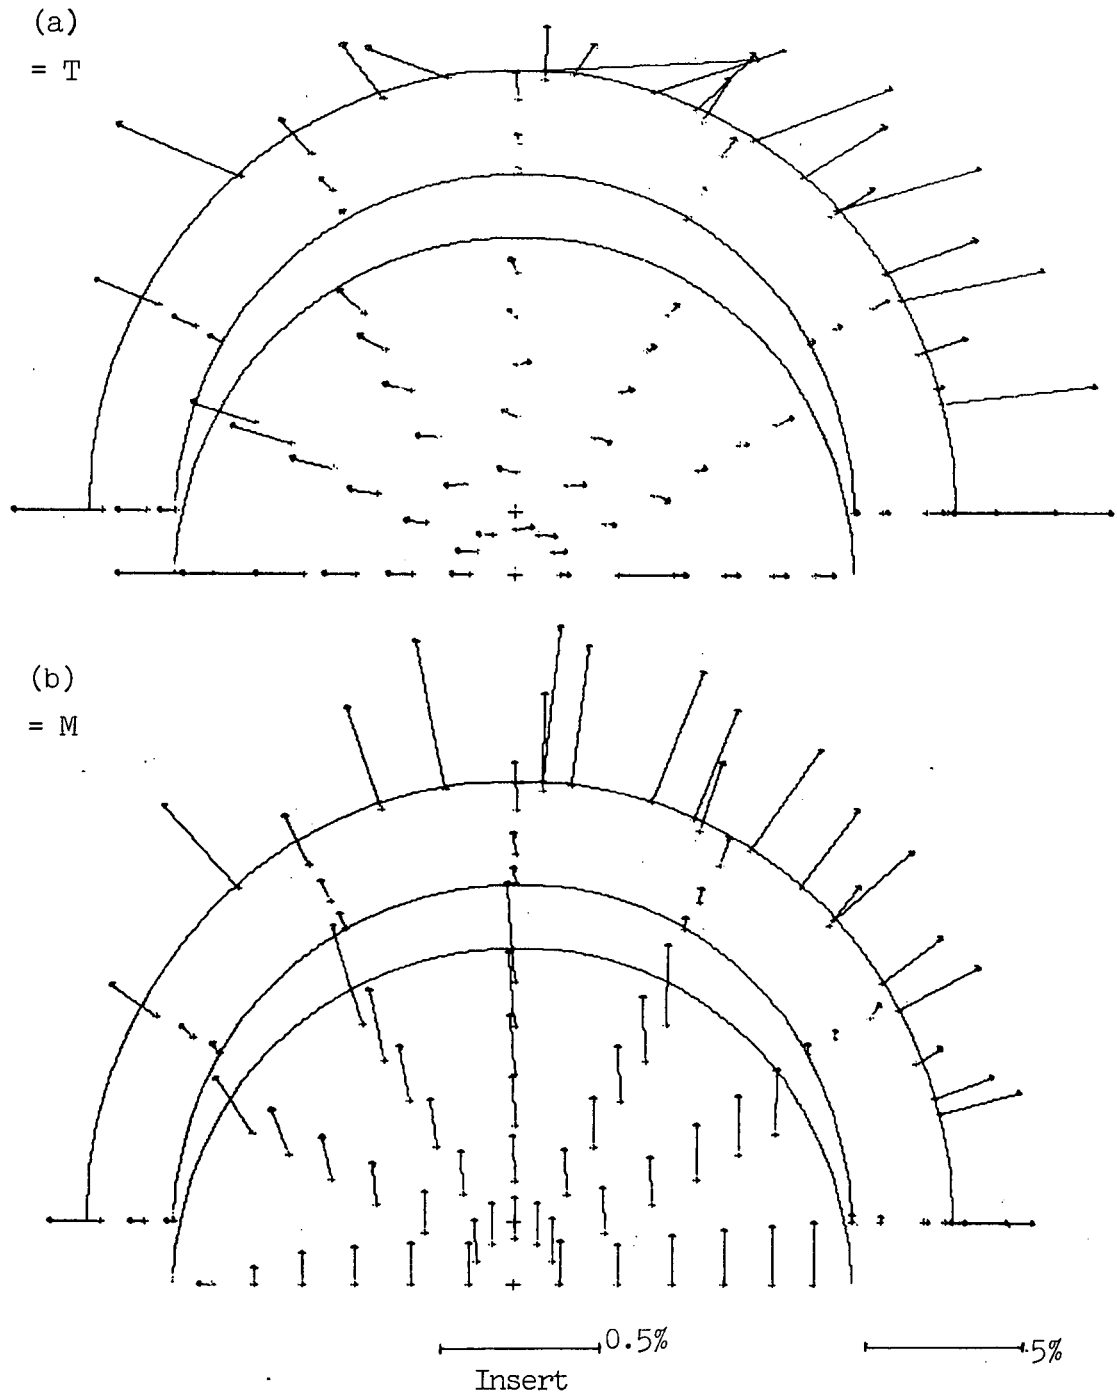 (a)
= T
(b)
= M
0.5%
5%
Insert